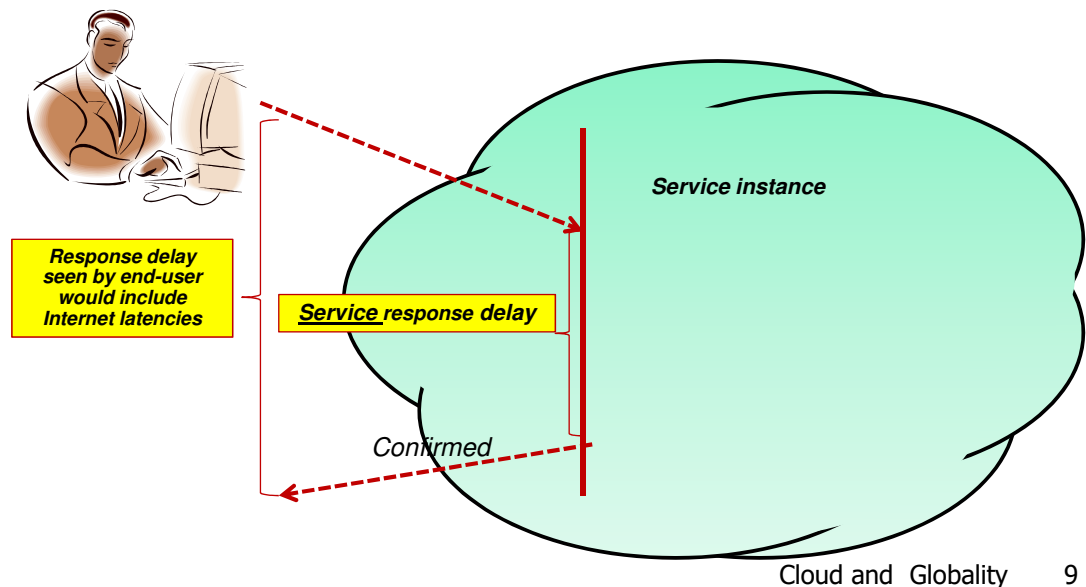 Service instance
Response delay
seen by end-user
would include
Internet latencies
Service response delay
Confirmed
Cloud and Globality 9